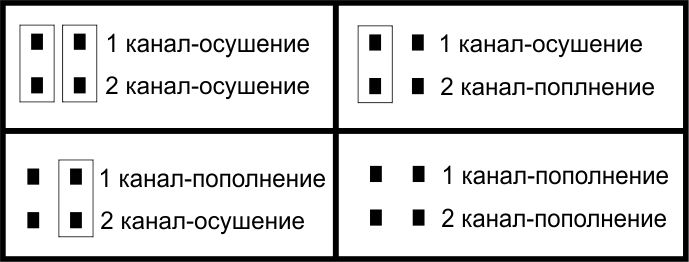 1 канал-осушение
2 канал-осушение
1 канал-осушение
2 канал-поплнение
1 канал-пополнение
2 канал-осушение
1 канал-пополнение
2 канал-пополнение